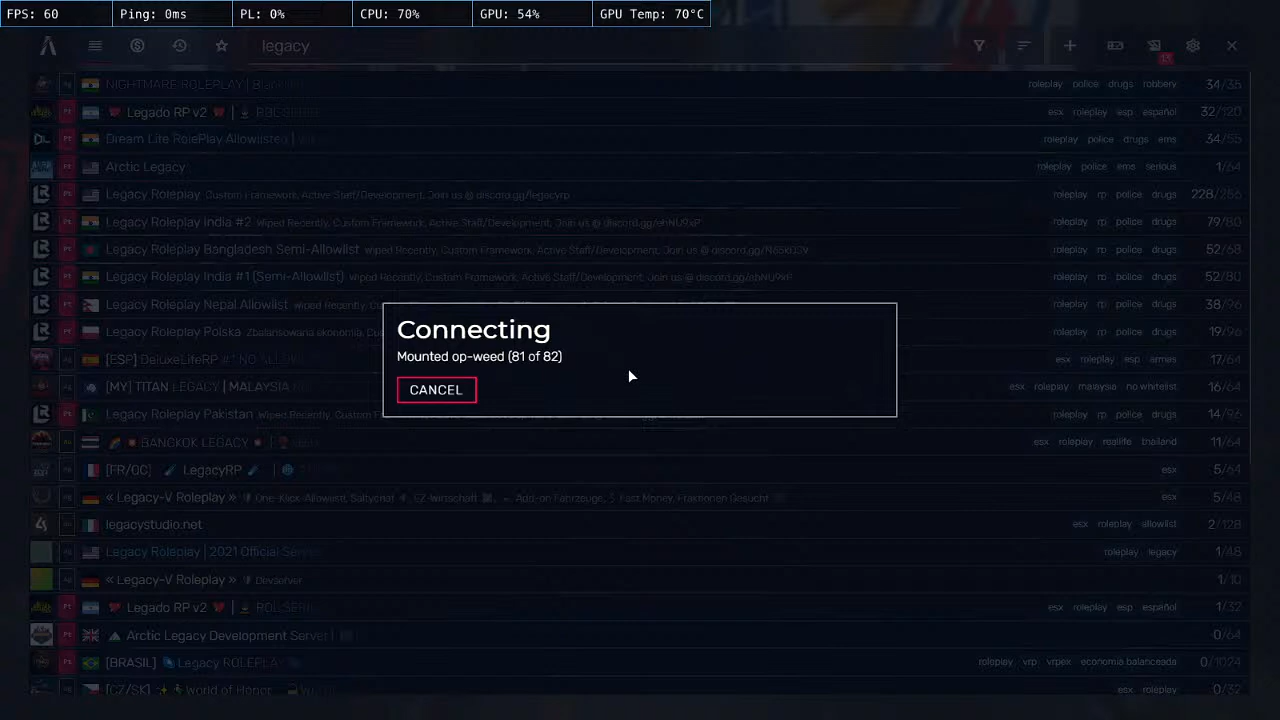 FPS: 60 Ping: 0ms PL: 0% CPU: 70% GPU: 54% GPU Temp: 70°C
legacy 13
NIGHTMARE ROLEPLAY | roleplay police drugs robbery 34/35
Legado RP v2 | esx roleplay esp español 32/120
Dream Life RolePlay Allowlisted | roleplay police drugs ems 34/55
Arctic Legacy roleplay police ems serious 1/64
Legacy Roleplay Custom Framework, Active Staff/Development, Join us @ discord.gg/legacyrp roleplay rp police drugs 228/256
Legacy Roleplay India #2 Wiped Recently, Custom Framework, Active Staff/Development, Join us @ roleplay rp police drugs 79/80
Legacy Roleplay Bangladesh Semi-Allowlist Wiped Recently, Custom Framework, Active Staff/Development, Join us @ roleplay rp police drugs 52/68
Legacy Roleplay India #1 (Semi-Allowlist) Wiped Recently, Custom Framework, Active Staff/Development, Join us @ roleplay rp police drugs 52/80
Legacy Roleplay Nepal Allowlist Wiped Recently, Custom roleplay rp police drugs 38/96
Legacy Roleplay Polska Zbalansowana ekonomia, roleplay rp police drugs 19/96
[ESP] DeluxeLifeRP #1 esx roleplay esp armas 17/64
[MY] TITAN LEGACY | MALAYSIA esx roleplay malaysia no whitelist 16/64
Legacy Roleplay Pakistan Wiped Recently, Custom roleplay rp police drugs 14/96
BANGKOK LEGACY esx roleplay reallife thailand 11/64
[FR/QC] LegacyRP esx 5/64
« Legacy-V Roleplay » One-Klick-Allowlist, Saltychat CZ-Wirtschaft Add-on Fahrzeuge, Fast Money, Fraktionen Gesucht esx 5/48
legacystudio.net esx roleplay allowlist 2/128
Legacy Roleplay | 2021 Official roleplay legacy 1/48
« Legacy-V Roleplay » Devserver 1/10
Legado RP v2 | esx roleplay esp español 1/32
Arctic Legacy Development Server | 0/64
[BRASIL] Legacy ROLEPLAY roleplay vrp vrpex economia balanceada 0/1024
[CZ/SK] World of Honor esx roleplay 0/32
Connecting
Mounted op-weed (81 of 82)
CANCEL